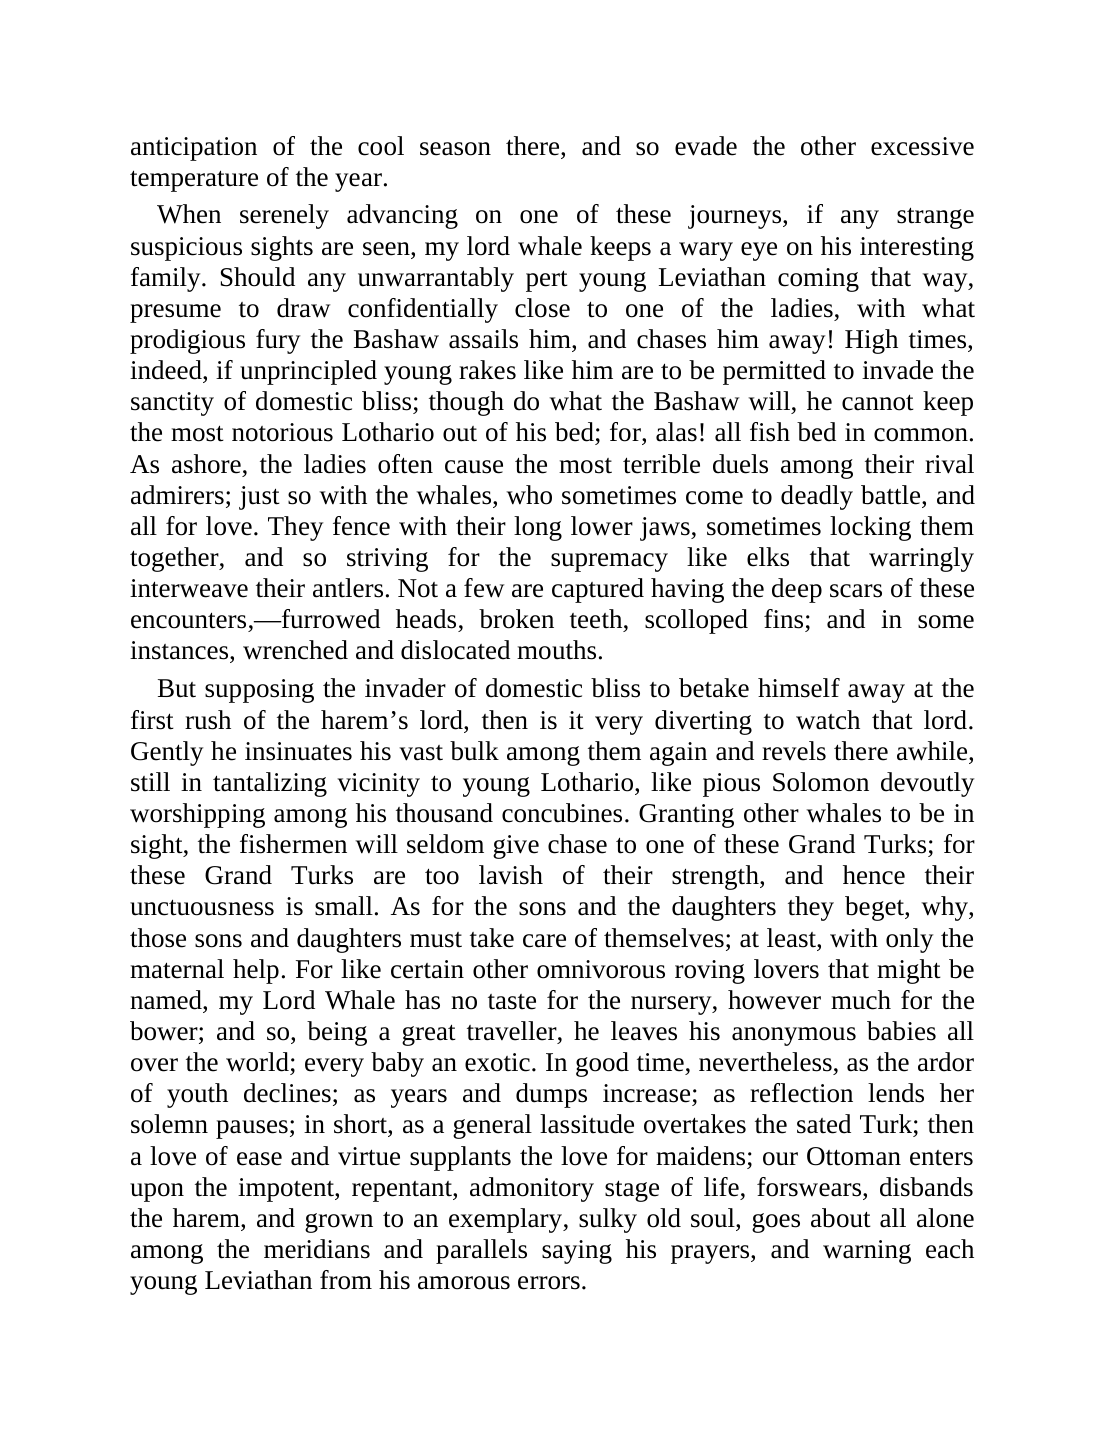 anticipation of the cool season there, and so evade the other excessive
temperature of the year.
When serenely advancing on one of these journeys, if any strange
suspicious sights are seen, my lord whale keeps a wary eye on his interesting
family. Should any unwarrantably pert young Leviathan coming that way,
presume to draw confidentially close to one of the ladies, with what
prodigious fury the Bashaw assails him, and chases him away! High times,
indeed, if unprincipled young rakes like him are to be permitted to invade the
sanctity of domestic bliss; though do what the Bashaw will, he cannot keep
the most notorious Lothario out of his bed; for, alas! all fish bed in common.
As ashore, the ladies often cause the most terrible duels among their rival
admirers; just so with the whales, who sometimes come to deadly battle, and
all for love. They fence with their long lower jaws, sometimes locking them
together, and so striving for the supremacy like elks that warringly
interweave their antlers. Not a few are captured having the deep scars of these
encounters,—furrowed heads, broken teeth, scolloped fins; and in some
instances, wrenched and dislocated mouths.
But supposing the invader of domestic bliss to betake himself away at the
first rush of the harem’s lord, then is it very diverting to watch that lord.
Gently he insinuates his vast bulk among them again and revels there awhile,
still in tantalizing vicinity to young Lothario, like pious Solomon devoutly
worshipping among his thousand concubines. Granting other whales to be in
sight, the fishermen will seldom give chase to one of these Grand Turks; for
these Grand Turks are too lavish of their strength, and hence their
unctuousness is small. As for the sons and the daughters they beget, why,
those sons and daughters must take care of themselves; at least, with only the
maternal help. For like certain other omnivorous roving lovers that might be
named, my Lord Whale has no taste for the nursery, however much for the
bower; and so, being a great traveller, he leaves his anonymous babies all
over the world; every baby an exotic. In good time, nevertheless, as the ardor
of youth declines; as years and dumps increase; as reflection lends her
solemn pauses; in short, as a general lassitude overtakes the sated Turk; then
a love of ease and virtue supplants the love for maidens; our Ottoman enters
upon the impotent, repentant, admonitory stage of life, forswears, disbands
the harem, and grown to an exemplary, sulky old soul, goes about all alone
among the meridians and parallels saying his prayers, and warning each
young Leviathan from his amorous errors.